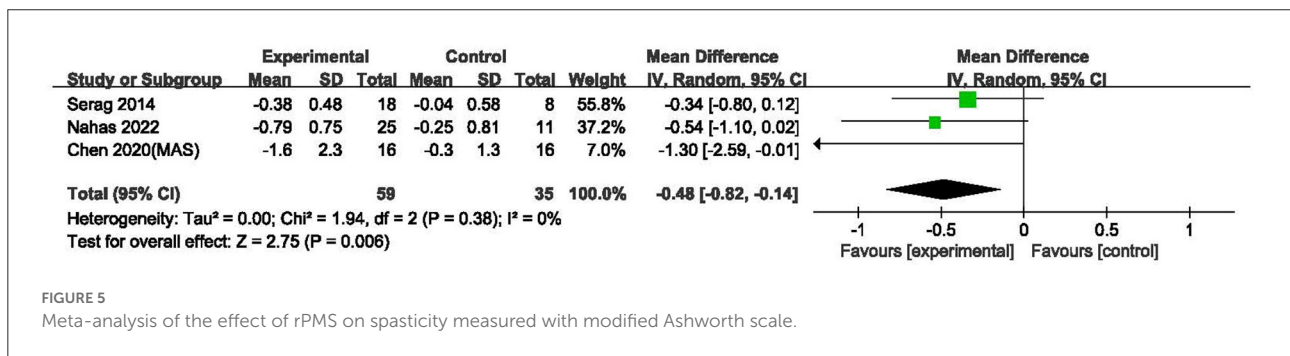 Experimental Control Mean Difference Mean Difference
Study or Subgroup Mean SD Total Mean SD Total Weight IV, Random, 95% CI IV, Random, 95% CI
Serag 2014 -0.38 0.48 18 -0.04 0.58 8 55.8% -0.34 [-0.80, 0.12]
Nahas 2022 -0.79 0.75 25 -0.25 0.81 11 37.2% -0.54 [-1.10, 0.02]
Chen 2020(MAS) -1.6 2.3 16 -0.3 1.3 16 7.0% -1.30 [-2.59, -0.01]
Total (95% CI) 59 35 100.0% -0.48 [-0.82, -0.14]
Heterogeneity: Tau² = 0.00; Chi² = 1.94, df = 2 (P = 0.38); I² = 0%
Test for overall effect: Z = 2.75 (P = 0.006)
-1 -0.5 0 0.5 1
Favours [experimental] Favours [control]
FIGURE 5
Meta-analysis of the effect of rPMS on spasticity measured with modified Ashworth scale.